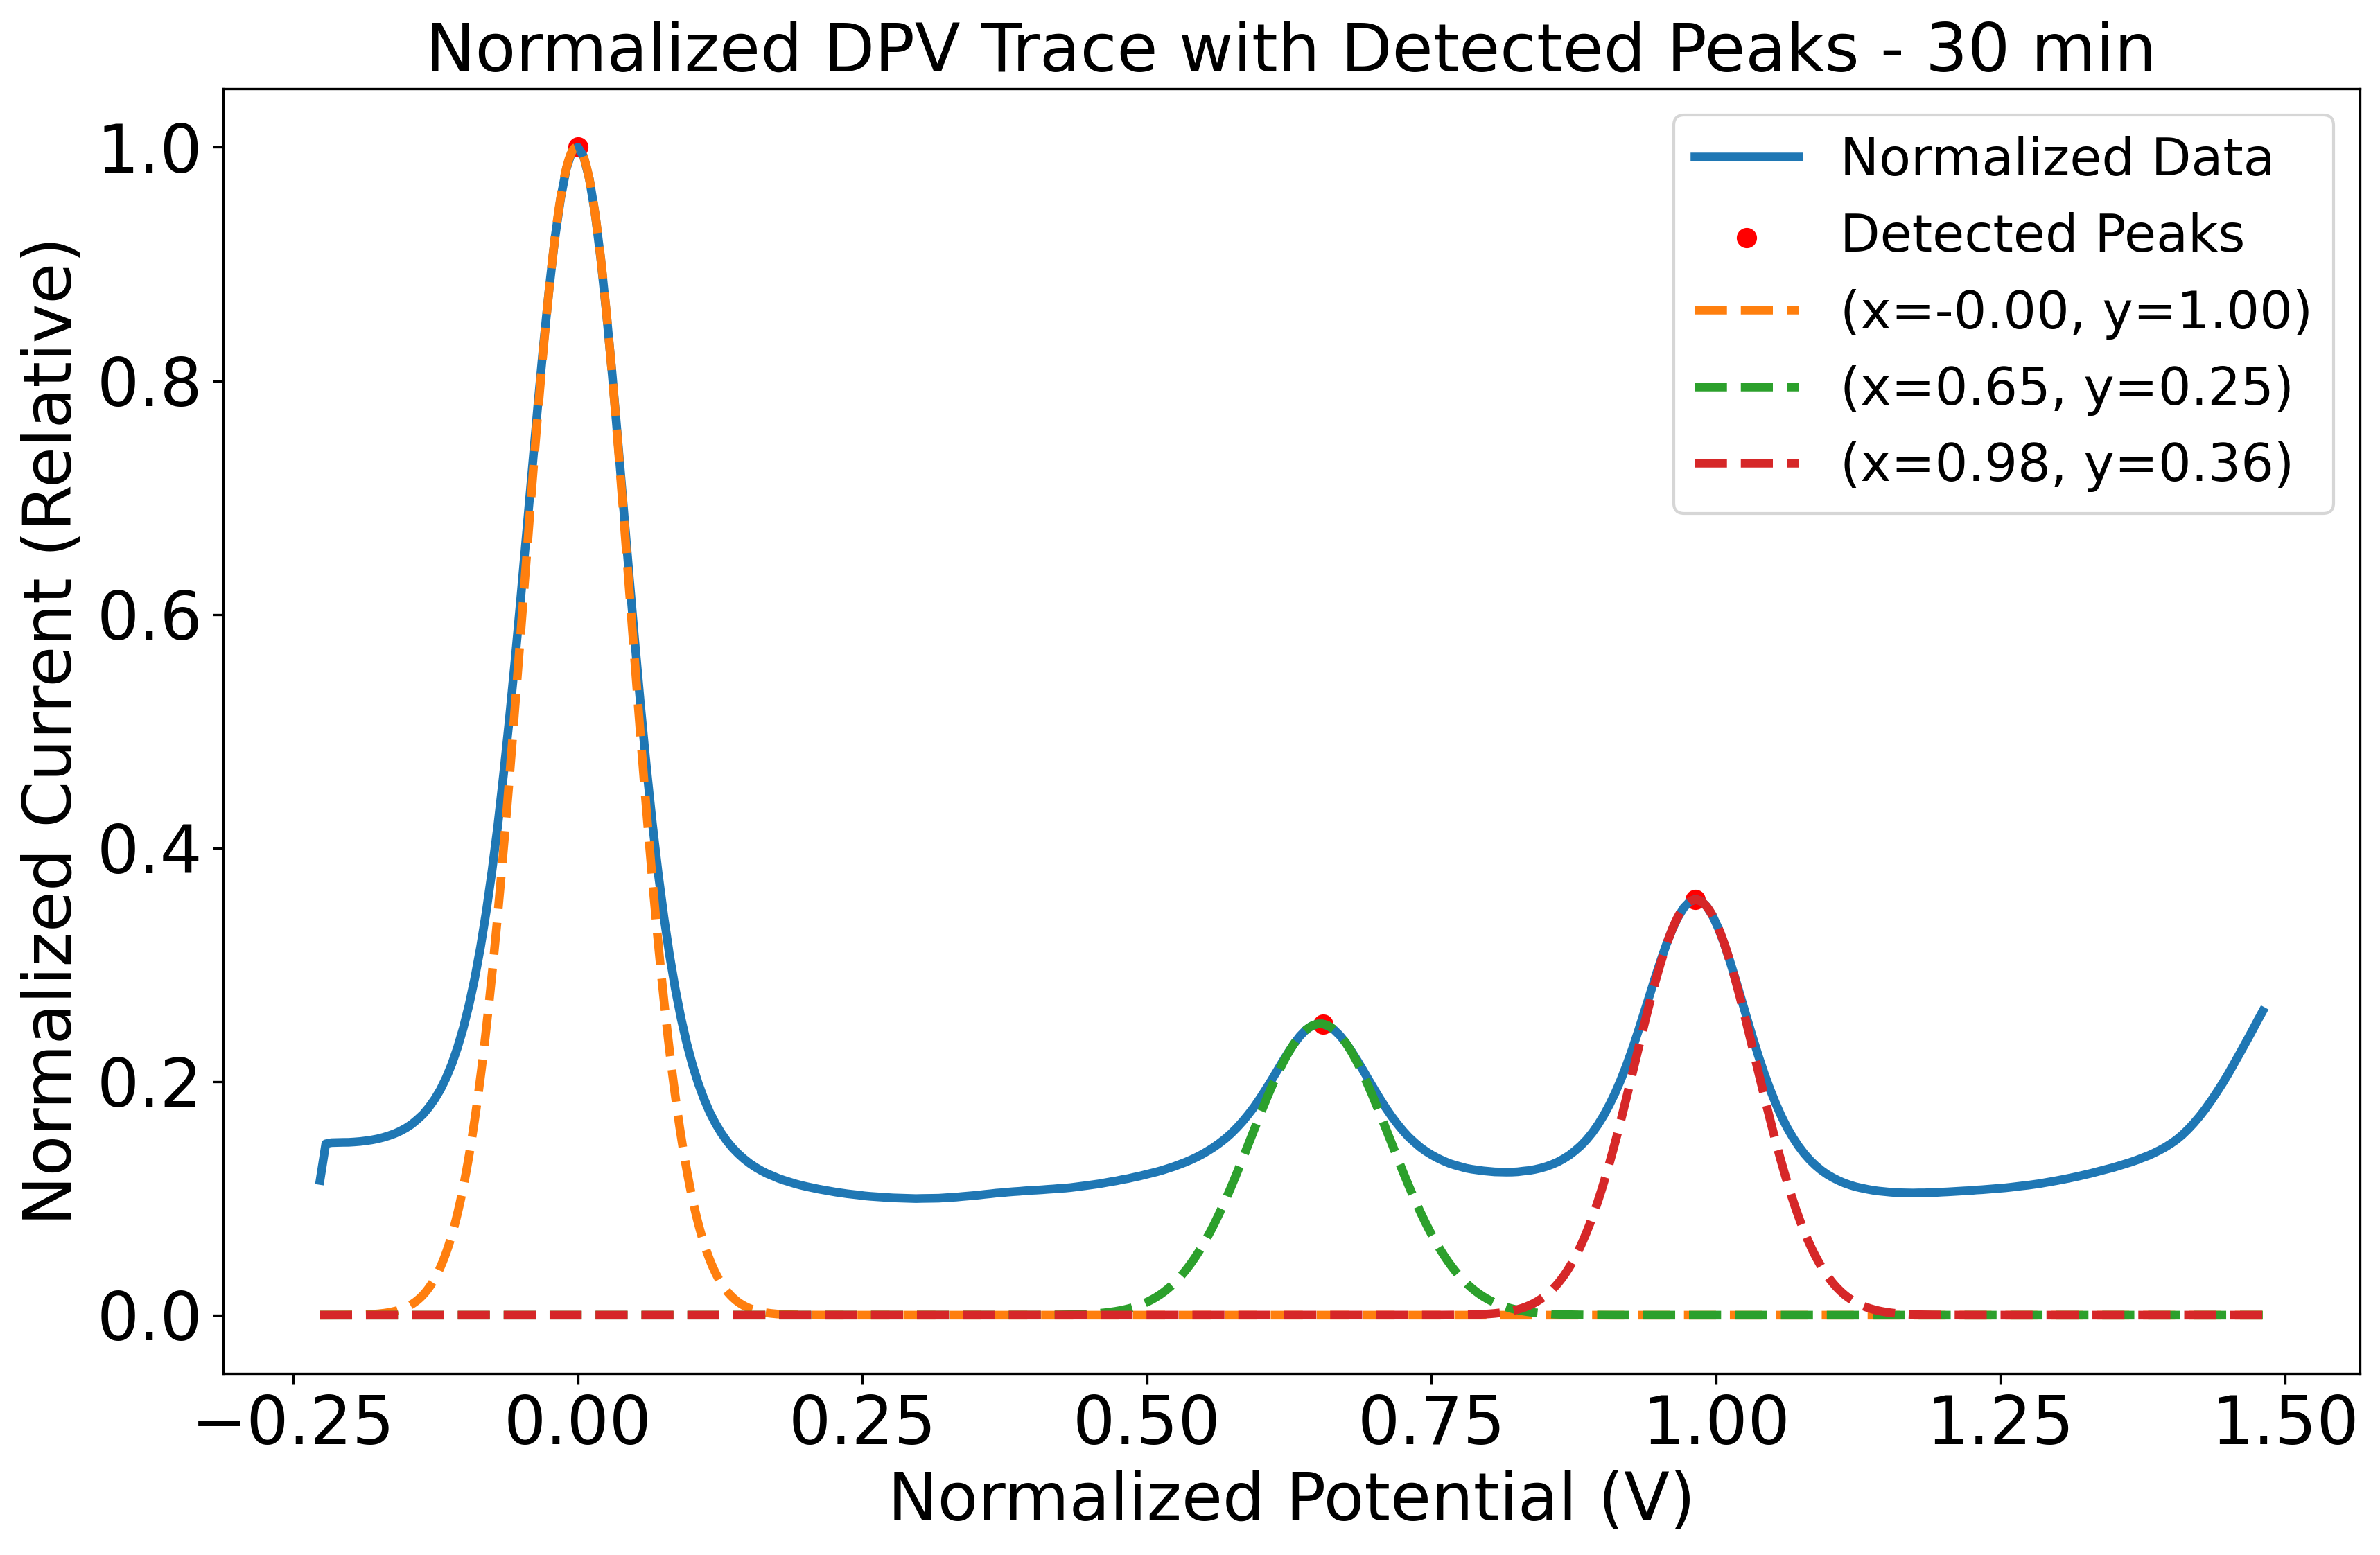 Normalized DPV Trace with Detected Peaks - 30 min
Normalized Current (Relative)
1.0
0.8
0.6
0.4
0.2
0.0
Normalized Data
Detected Peaks
(x=-0.00, y=1.00)
(x=0.65, y=0.25)
(x=0.98, y=0.36)
−0.25 0.00 0.25 0.50 0.75 1.00 1.25 1.50
Normalized Potential (V)